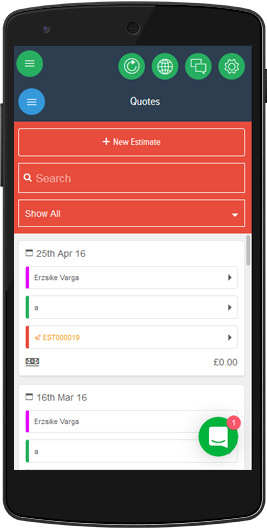 Quotes
+ New Estimate
Search
Show All
25th Apr 16
Erzsike Varga
a
EST000019
£0.00
16th Mar 16
Erzsike Varga
1
a